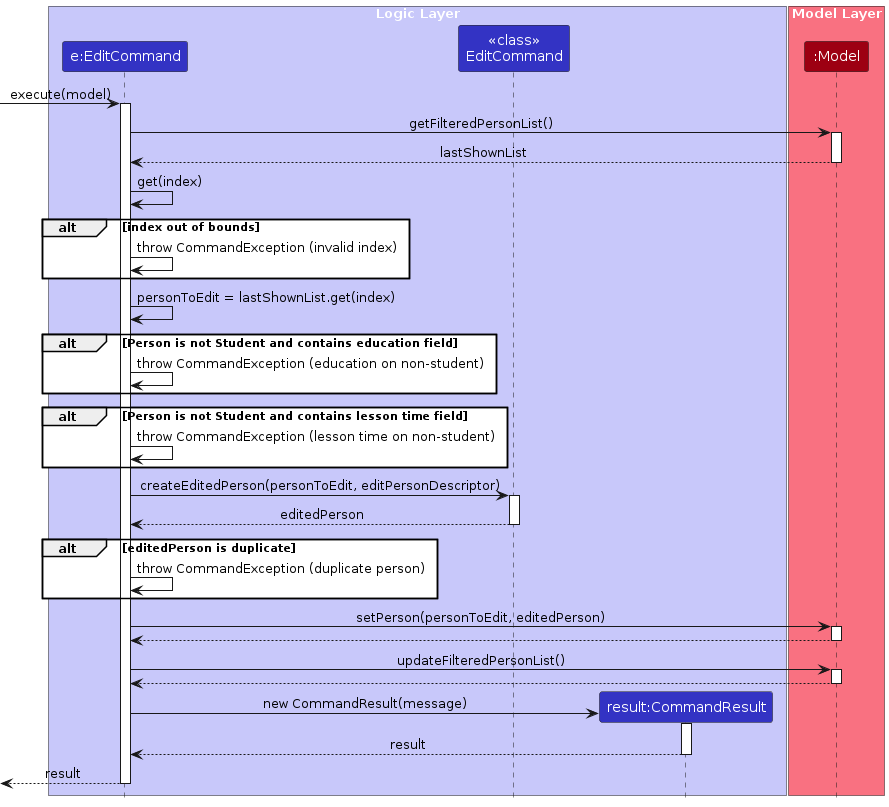 Logic Layer
Model Layer
e:EditCommand
«class»
EditCommand
:Model
execute(model)
getFilteredPersonList()
lastShownList
get(index)
alt [index out of bounds]
throw CommandException (invalid index)
personToEdit = lastShownList.get(index)
alt [Person is not Student and contains education field]
throw CommandException (education on non-student)
alt [Person is not Student and contains lesson time field]
throw CommandException (lesson time on non-student)
createEditedPerson(personToEdit, editPersonDescriptor)
editedPerson
alt [editedPerson is duplicate]
throw CommandException (duplicate person)
setPerson(personToEdit, editedPerson)
updateFilteredPersonList()
new CommandResult(message)
result:CommandResult
result
result